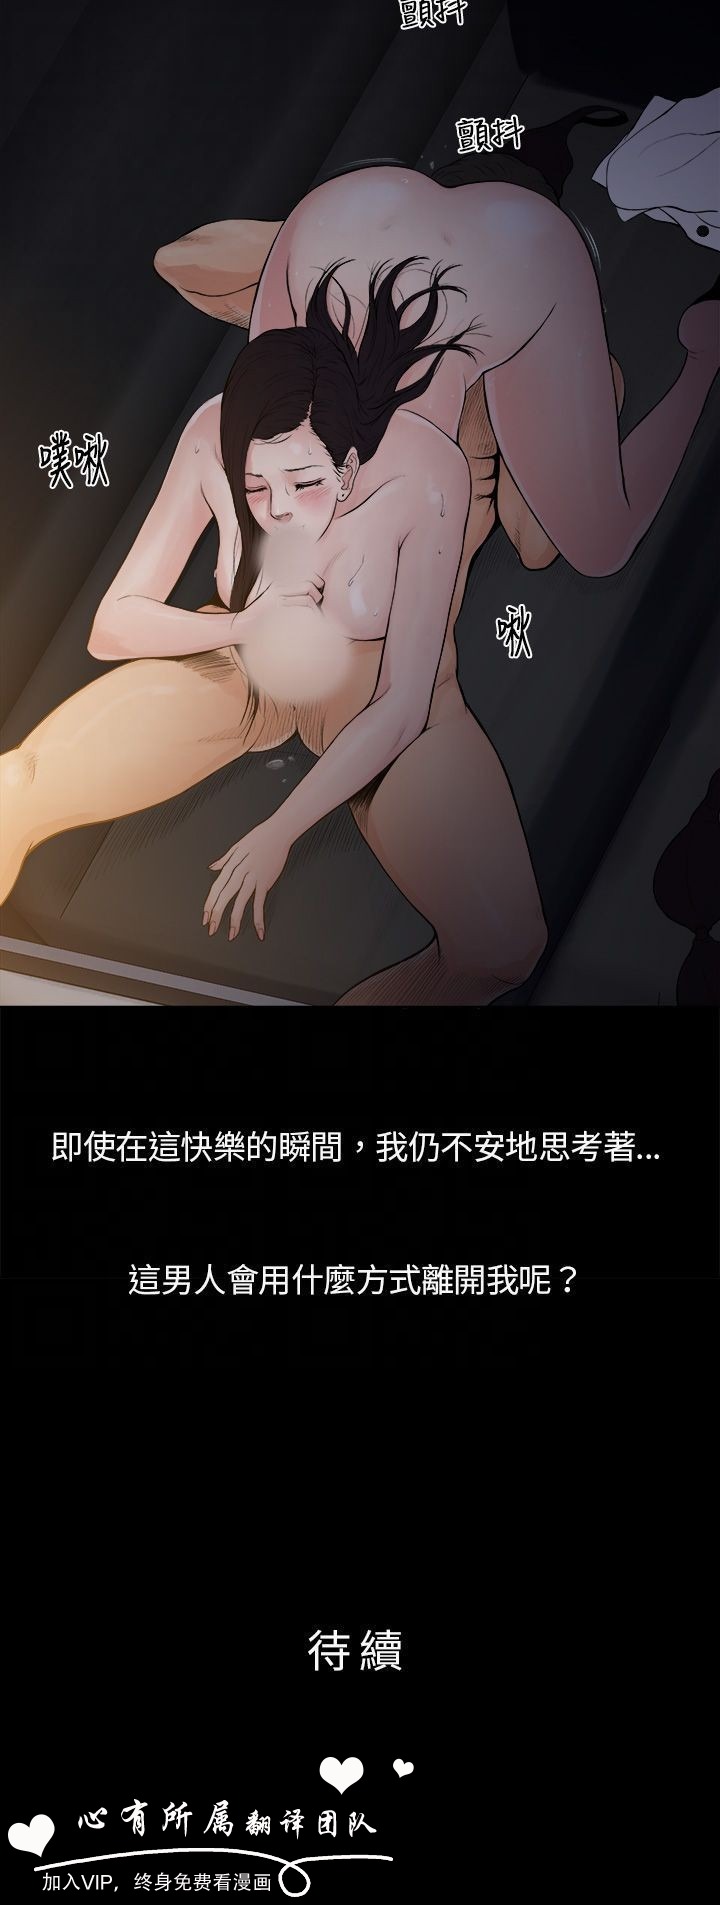 顫抖
顫抖
噗啾
啾
即使在這快樂的瞬間，我仍不安地思考著...
這男人會用什麼方式離開我呢？
待續
心有所属翻译团队
加入VIP，终身免费看漫画